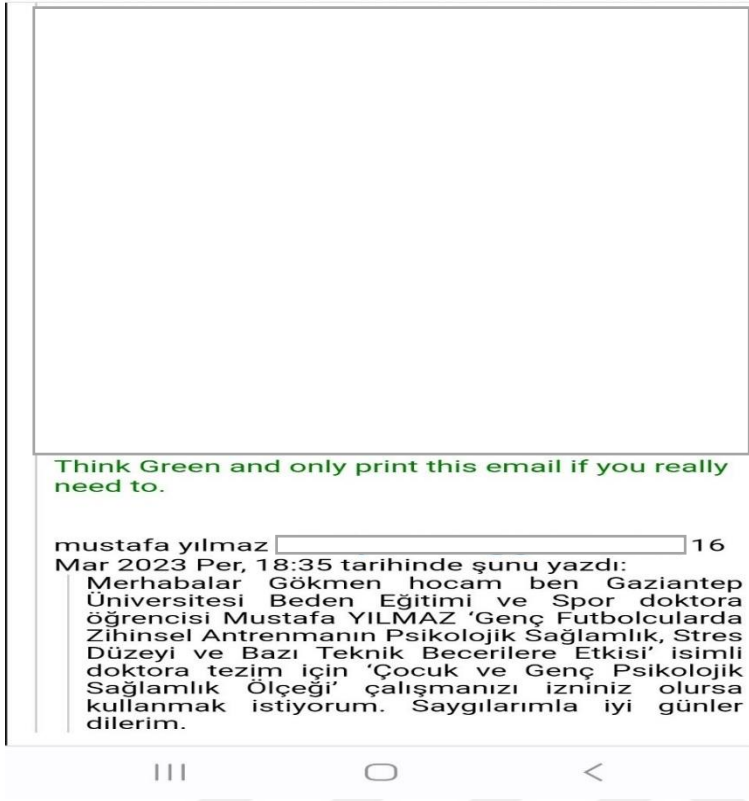 Think Green and only print this email if you really
need to.
mustafa yılmaz 16
Mar 2023 Per, 18:35 tarihinde şunu yazdı:
Merhabalar Gökmen hocam ben Gaziantep
Üniversitesi Beden Eğitimi ve Spor doktora
öğrencisi Mustafa YILMAZ ‘Genç Futbolcularda
Zihinsel Antrenmanın Psikolojik Sağlamlık, Stres
Düzeyi ve Bazı Teknik Becerilere Etkisi’ isimli
doktora tezim için ‘Çocuk ve Genç Psikolojik
Sağlamlık Ölçeği’ çalışmanızı izniniz olursa
kullanmak istiyorum. Saygılarımla iyi günler
dilerim.